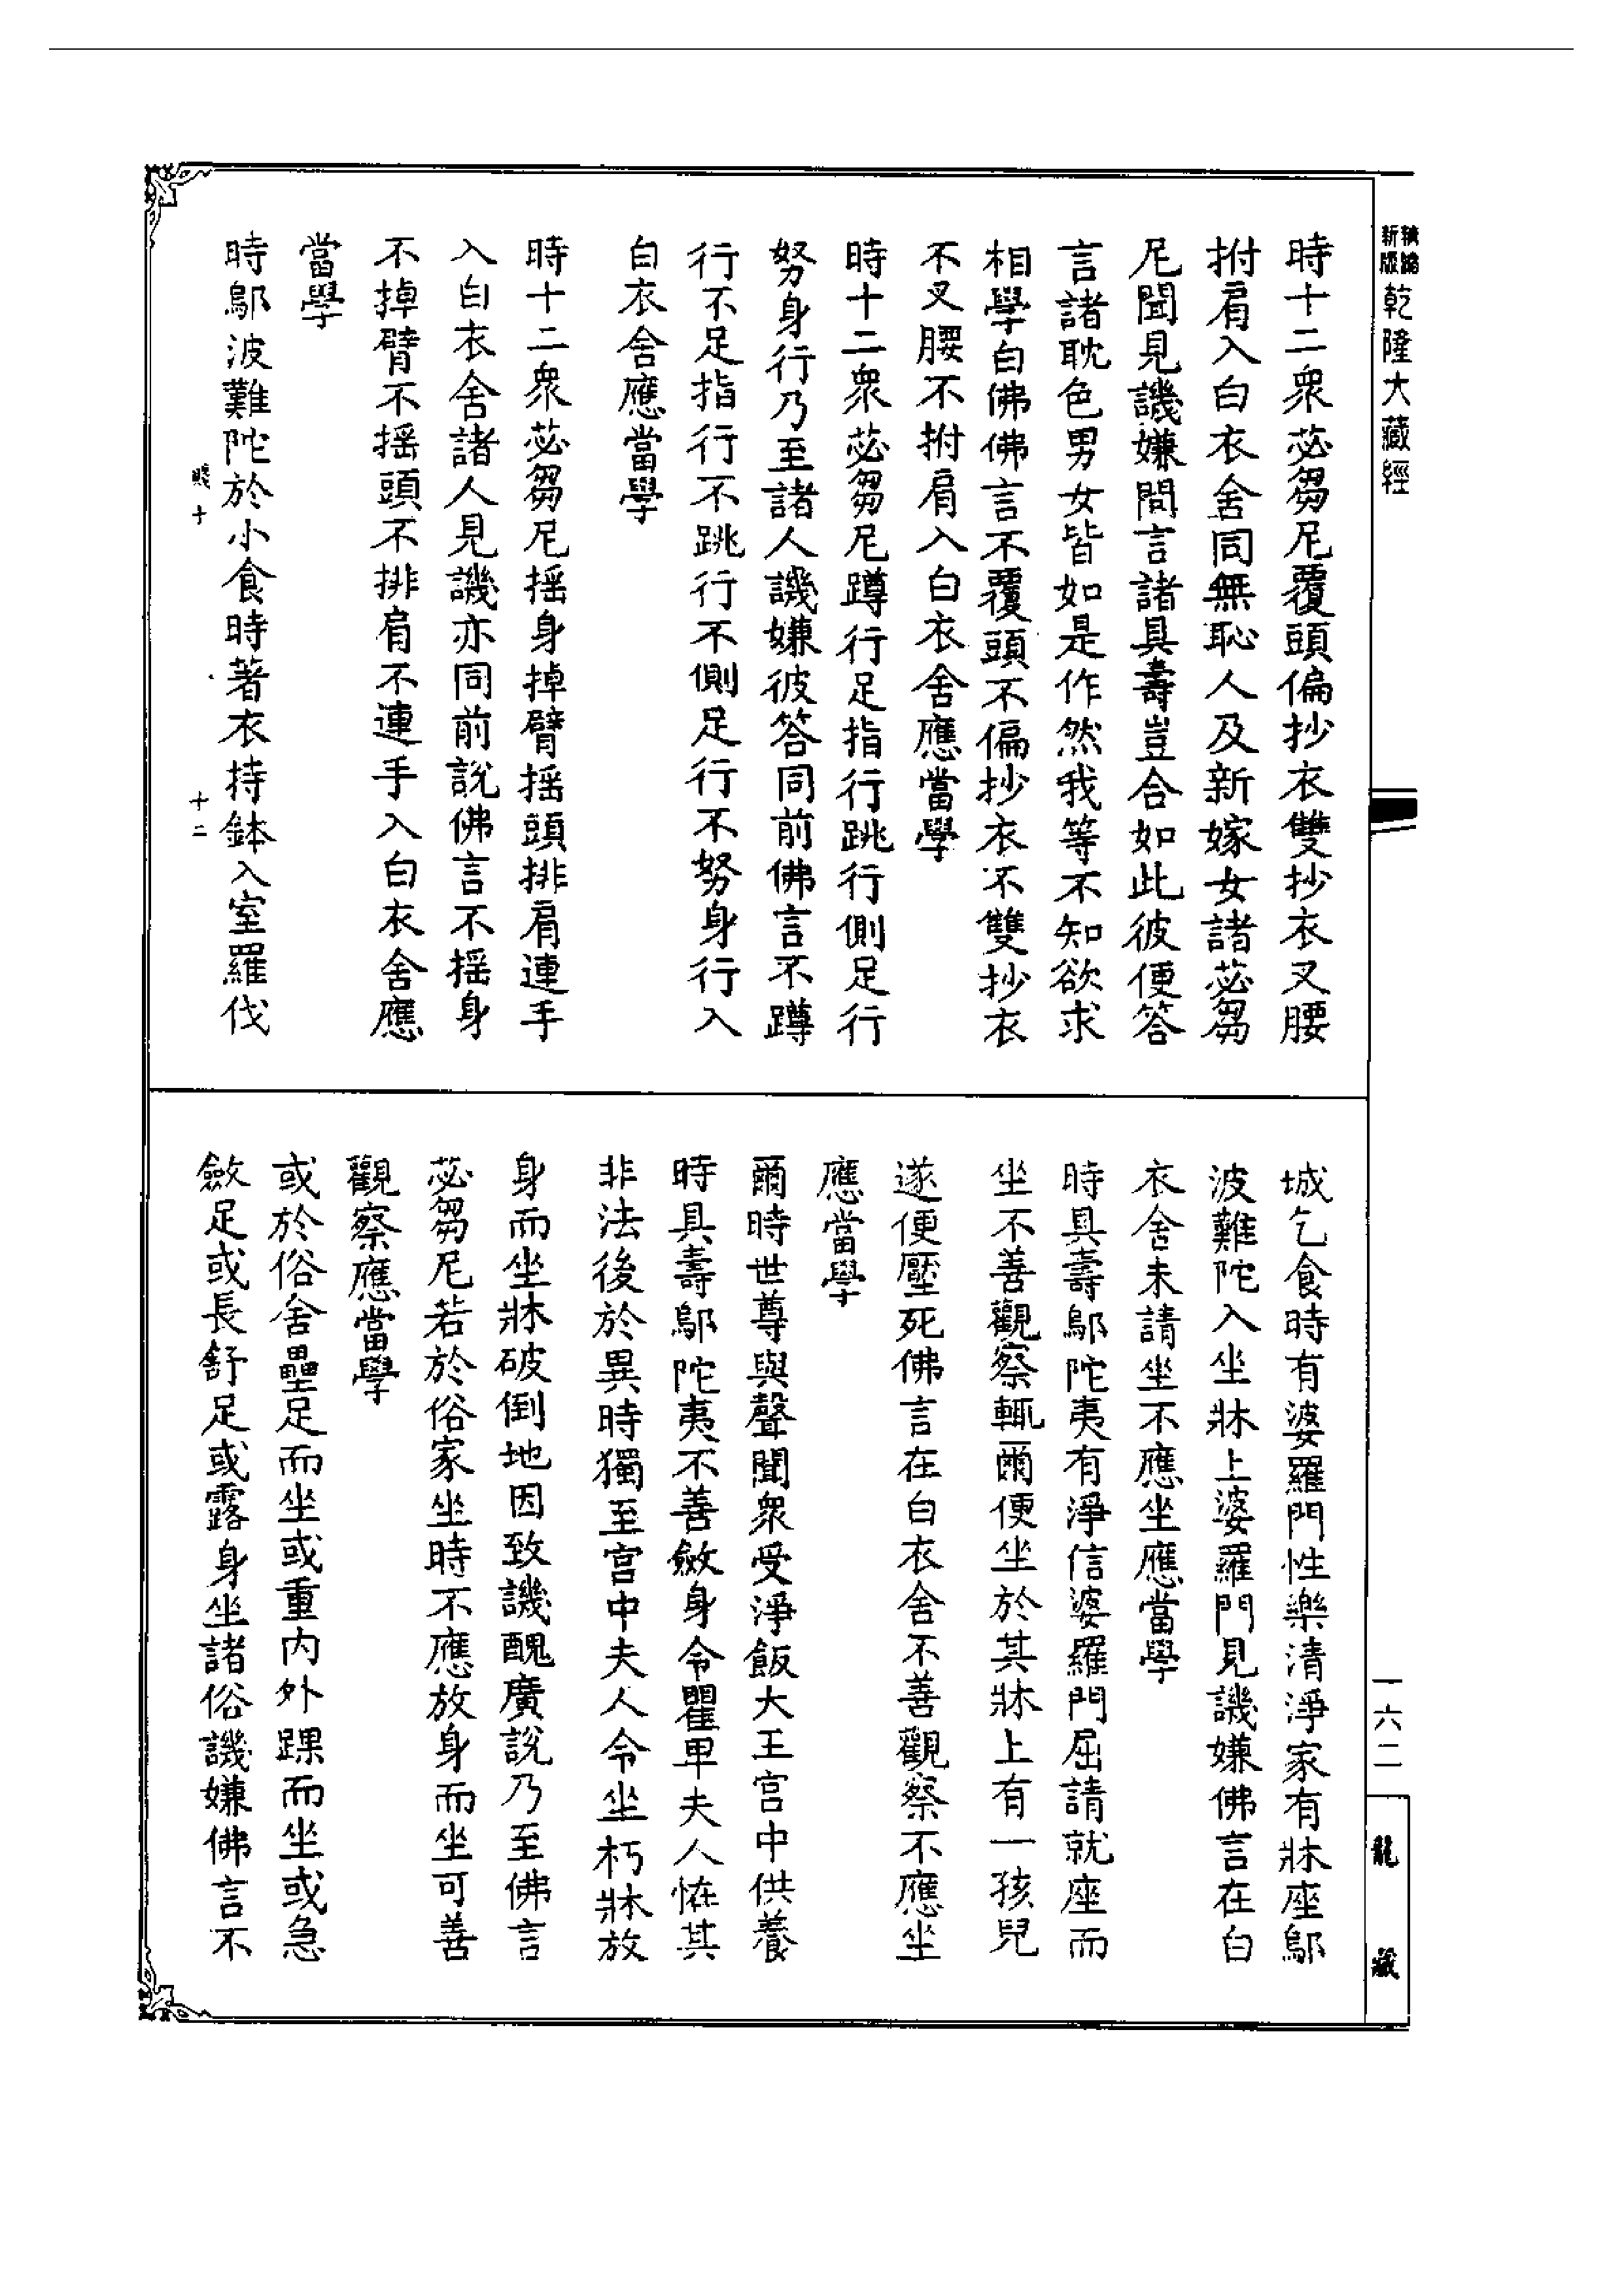 新版
乾隆大藏經
時十二衆苾芻尼覆頭偏抄衣雙抄衣叉腰
拊肩入白衣舍同無恥人及新嫁女諸苾芻
尼聞見譏嫌問言諸具壽豈合如此彼便答
言諸耽色男女皆如是作然我等不知欲求
相學白佛佛言不覆頭不偏抄衣不雙抄衣
不叉腰不拊肩入白衣舍應當學
時十二衆苾芻尼蹲行足指行跳行側足行
努身行乃至諸人譏嫌彼答同前佛言不蹲
行不足指行不跳行不側足行不努身行入
白衣舍應當學
時十二衆苾芻尼搖身掉臂搖頭排肩連手
入白衣舍諸人見譏亦同前說佛言不搖身
不掉臂不搖頭不排肩不連手入白衣舍應
當學
時鄔波難陀於小食時著衣持鉢入室羅伐
十二
城乞食時有婆羅門性樂清淨家有牀座鄔
波難陀入坐牀上婆羅門見譏嫌佛言在白
衣舍未請坐不應坐應當學
時具壽鄔陀夷有淨信婆羅門屈請就座而
坐不善觀察輒爾便坐於其牀上有一孩兒
遂便壓死佛言在白衣舍不善觀察不應坐
應當學
爾時世尊與聲聞衆受淨飯大王宮中供養
時具壽鄔陀夷不善斂身令瞿卑夫人恠其
非法後於異時獨至宮中夫人令坐朽牀放
身而坐牀破倒地因致譏醜廣說乃至佛言
苾芻尼若於俗家坐時不應放身而坐可善
觀察應當學
或於俗舍壘足而坐或重內外踝而坐或急
斂足或長舒足或露身坐諸俗譏嫌佛言不
一六二
龍藏